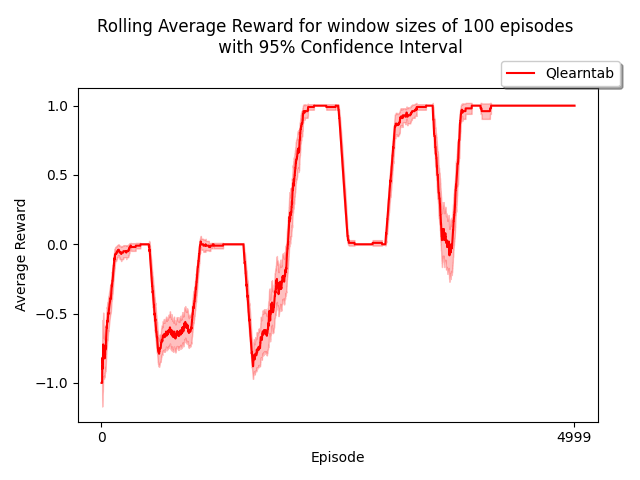 Rolling Average Reward for window sizes of 100 episodes
with 95% Confidence Interval
Qlearntab
1.0
0.5
0.0
−0.5
−1.0
Average Reward
0
4999
Episode